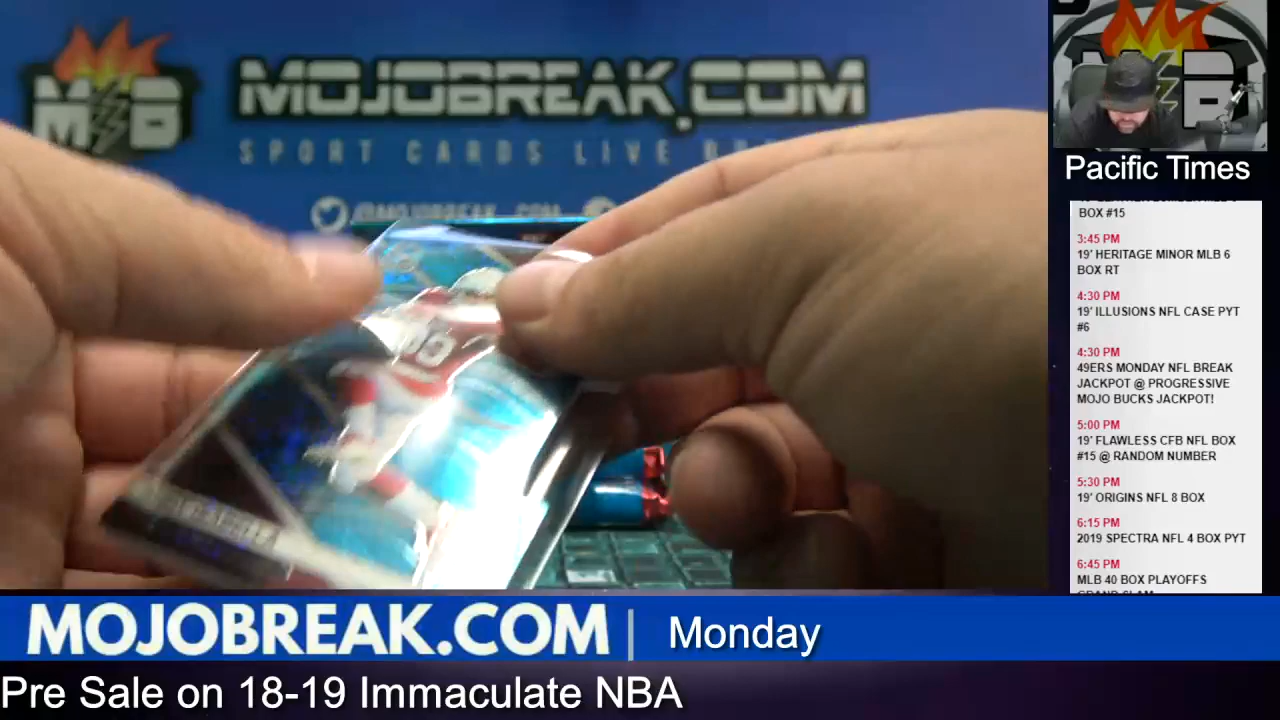 MOJOBREAK.COM
SPORT CARDS LIVE
@MOJOBREAK_COM
M B
Pacific Times
BOX #15
3:45 PM
19' HERITAGE MINOR MLB 6
BOX RT
4:30 PM
19' ILLUSIONS NFL CASE PYT
#6
4:30 PM
49ERS MONDAY NFL BREAK
JACKPOT @ PROGRESSIVE
MOJO BUCKS JACKPOT!
5:00 PM
19' FLAWLESS CFB NFL BOX
#15 @ RANDOM NUMBER
5:30 PM
19' ORIGINS NFL 8 BOX
6:15 PM
2019 SPECTRA NFL 4 BOX PYT
6:45 PM
MLB 40 BOX PLAYOFFS
GRAND SLAM
MOJOBREAK.COM | Monday
Pre Sale on 18-19 Immaculate NBA